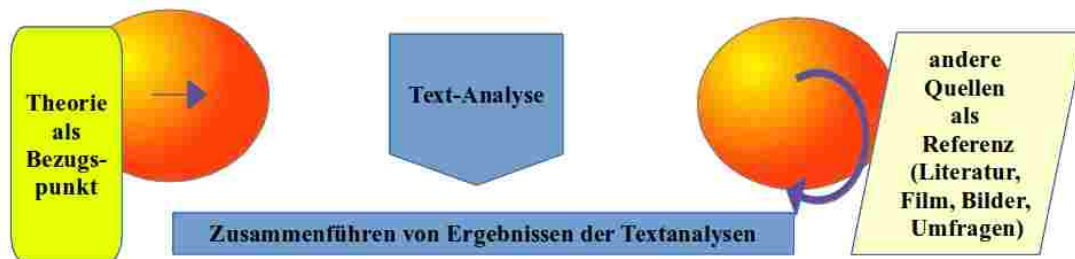 Theorie
als
Bezugs-
punkt
Text-Analyse
andere
Quellen
als
Referenz
(Literatur,
Film, Bilder,
Umfragen)
Zusammenführen von Ergebnissen der Textanalysen